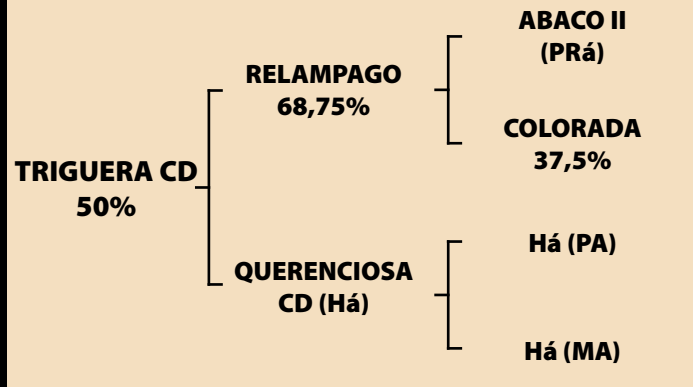 TRIGUERA CD
50%
RELAMPAGO
68,75%
QUERENCIOSA
CD (Há)
ABACO II
(PRá)
COLORADA
37,5%
Há (PA)
Há (MA)